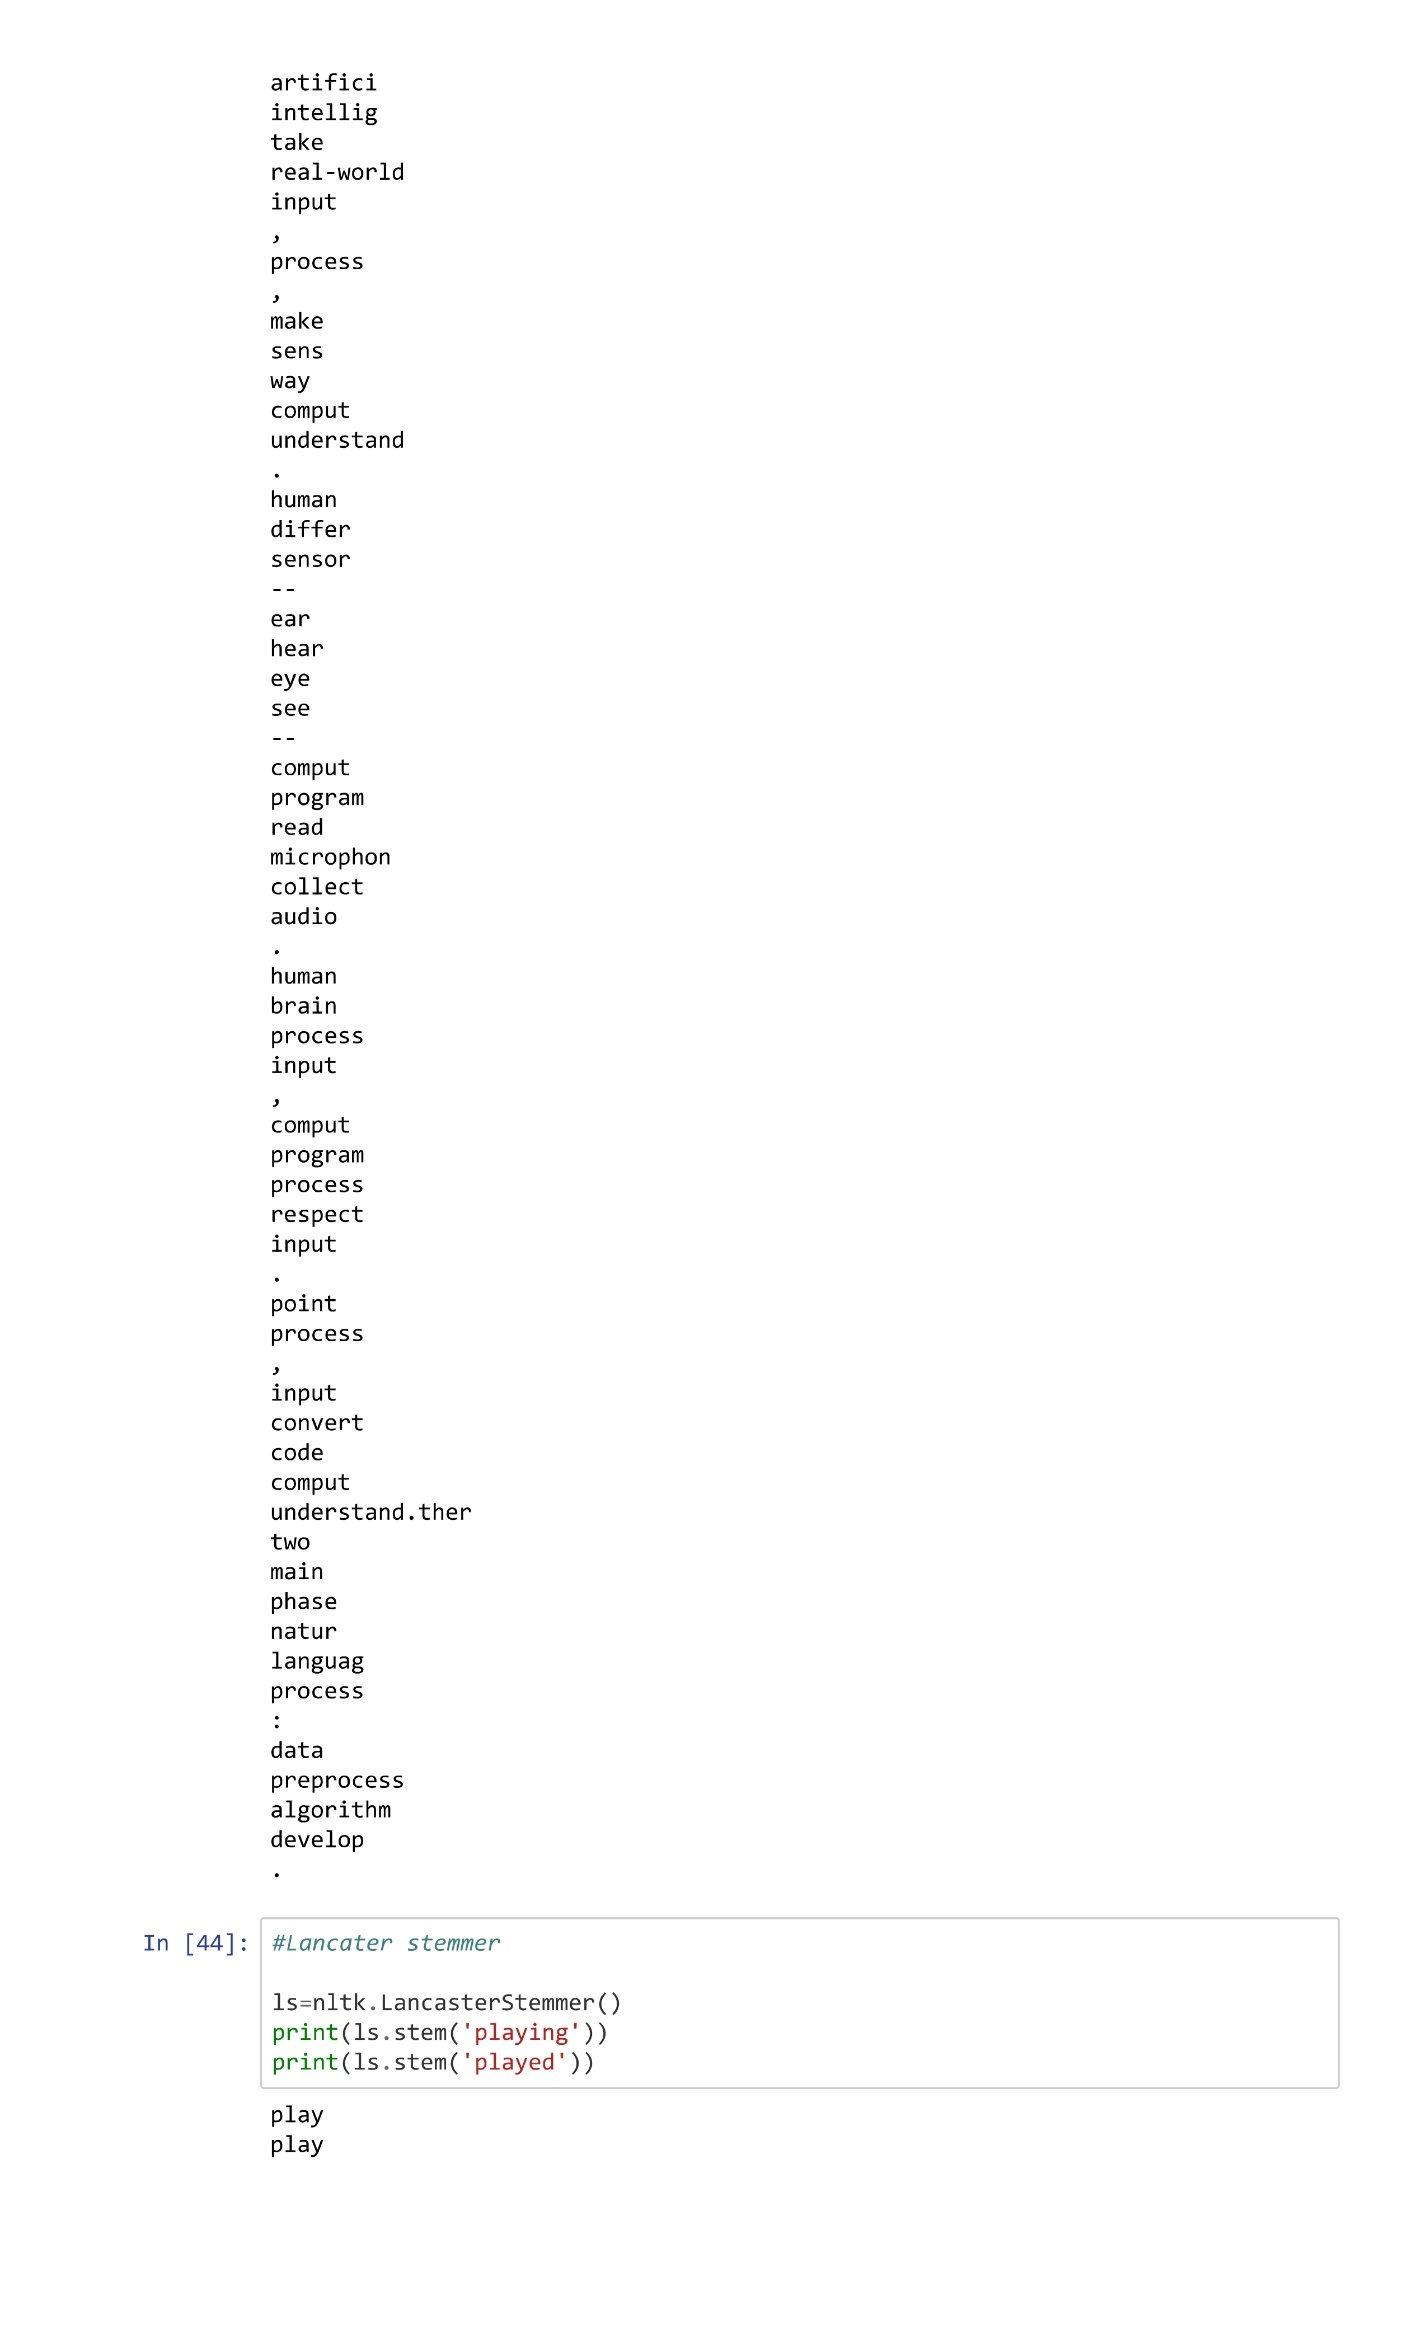 artifici
intellig
take
real-world
input
,
process
,
make
sens
way
comput
understand
.
human
differ
sensor
--
ear
hear
eye
see
--
comput
program
read
microphon
collect
audio
.
human
brain
process
input
,
comput
program
process
respect
input
.
point
process
,
input
convert
code
comput
understand.ther
two
main
phase
natur
languag
process
:
data
preprocess
algorithm
develop
.
In [44]: #Lancater stemmer
ls=nltk.LancasterStemmer()
print(ls.stem('playing'))
print(ls.stem('played'))
play
play